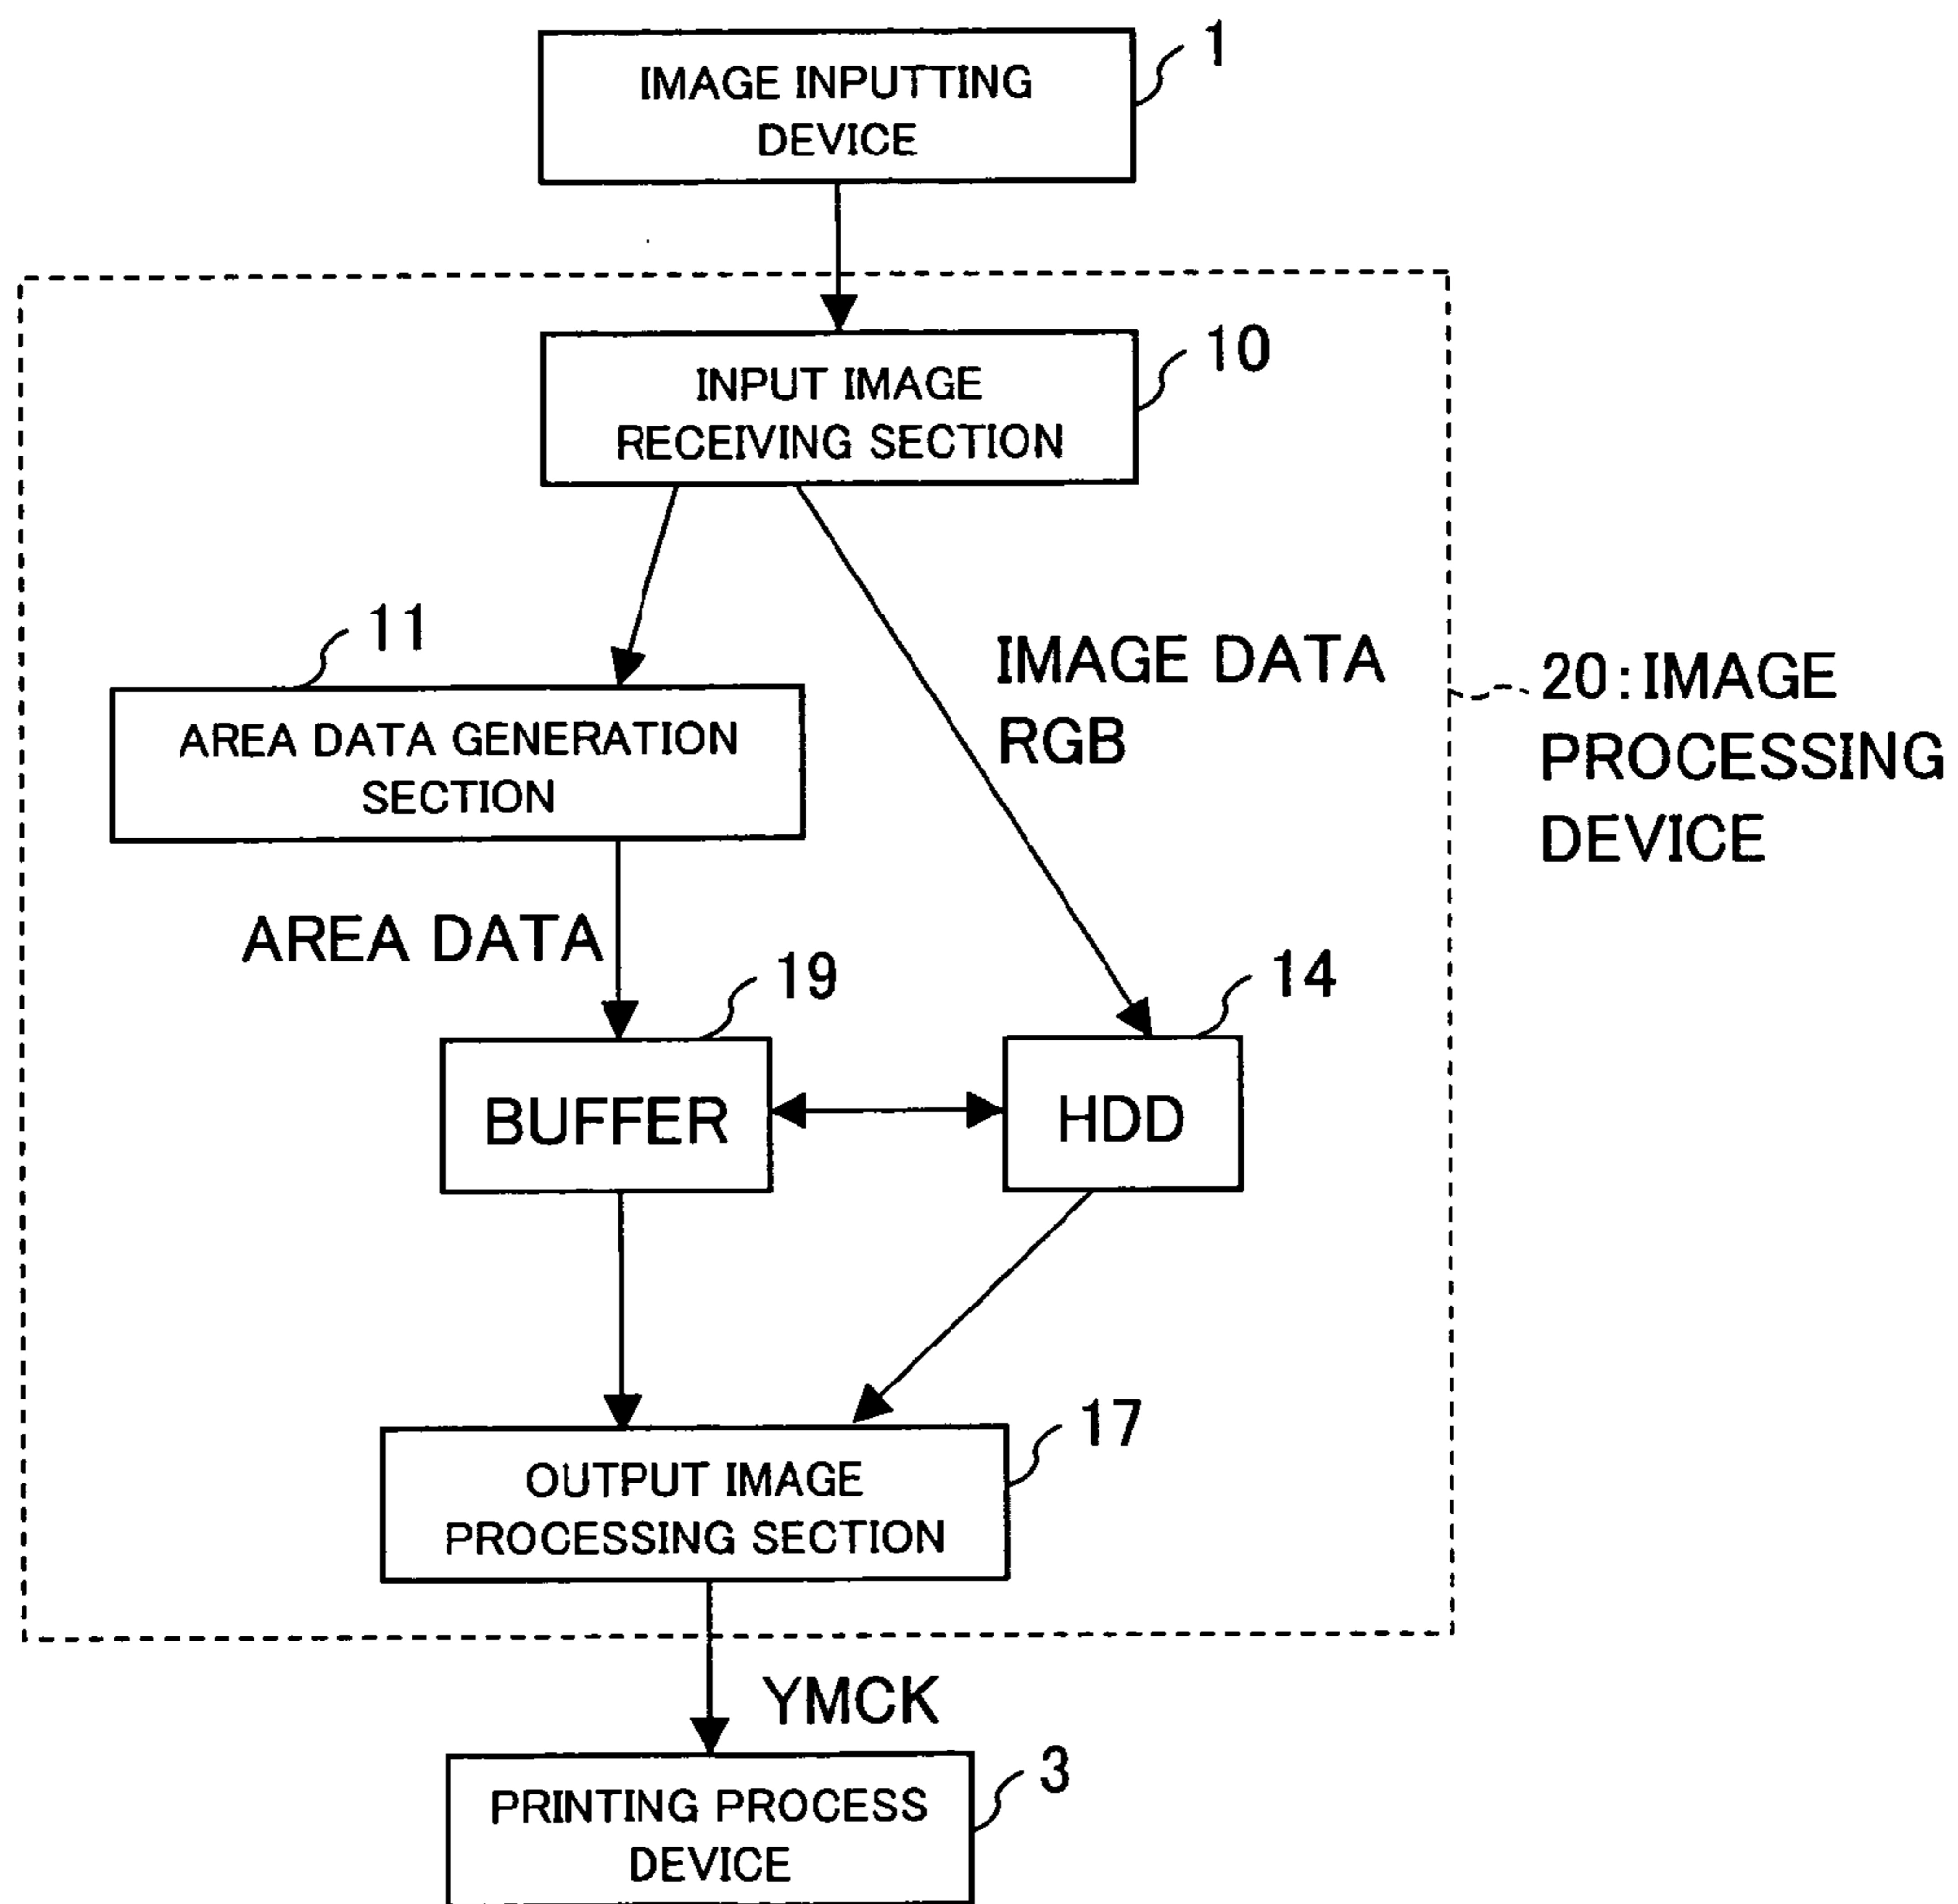 1
IMAGE INPUTTING
DEVICE
10
INPUT IMAGE
RECEIVING SECTION
11
AREA DATA GENERATION
SECTION
IMAGE DATA
RGB
20:IMAGE
PROCESSING
DEVICE
AREA DATA
19
14
BUFFER
HDD
17
OUTPUT IMAGE
PROCESSING SECTION
YMCK
3
PRINTING PROCESS
DEVICE